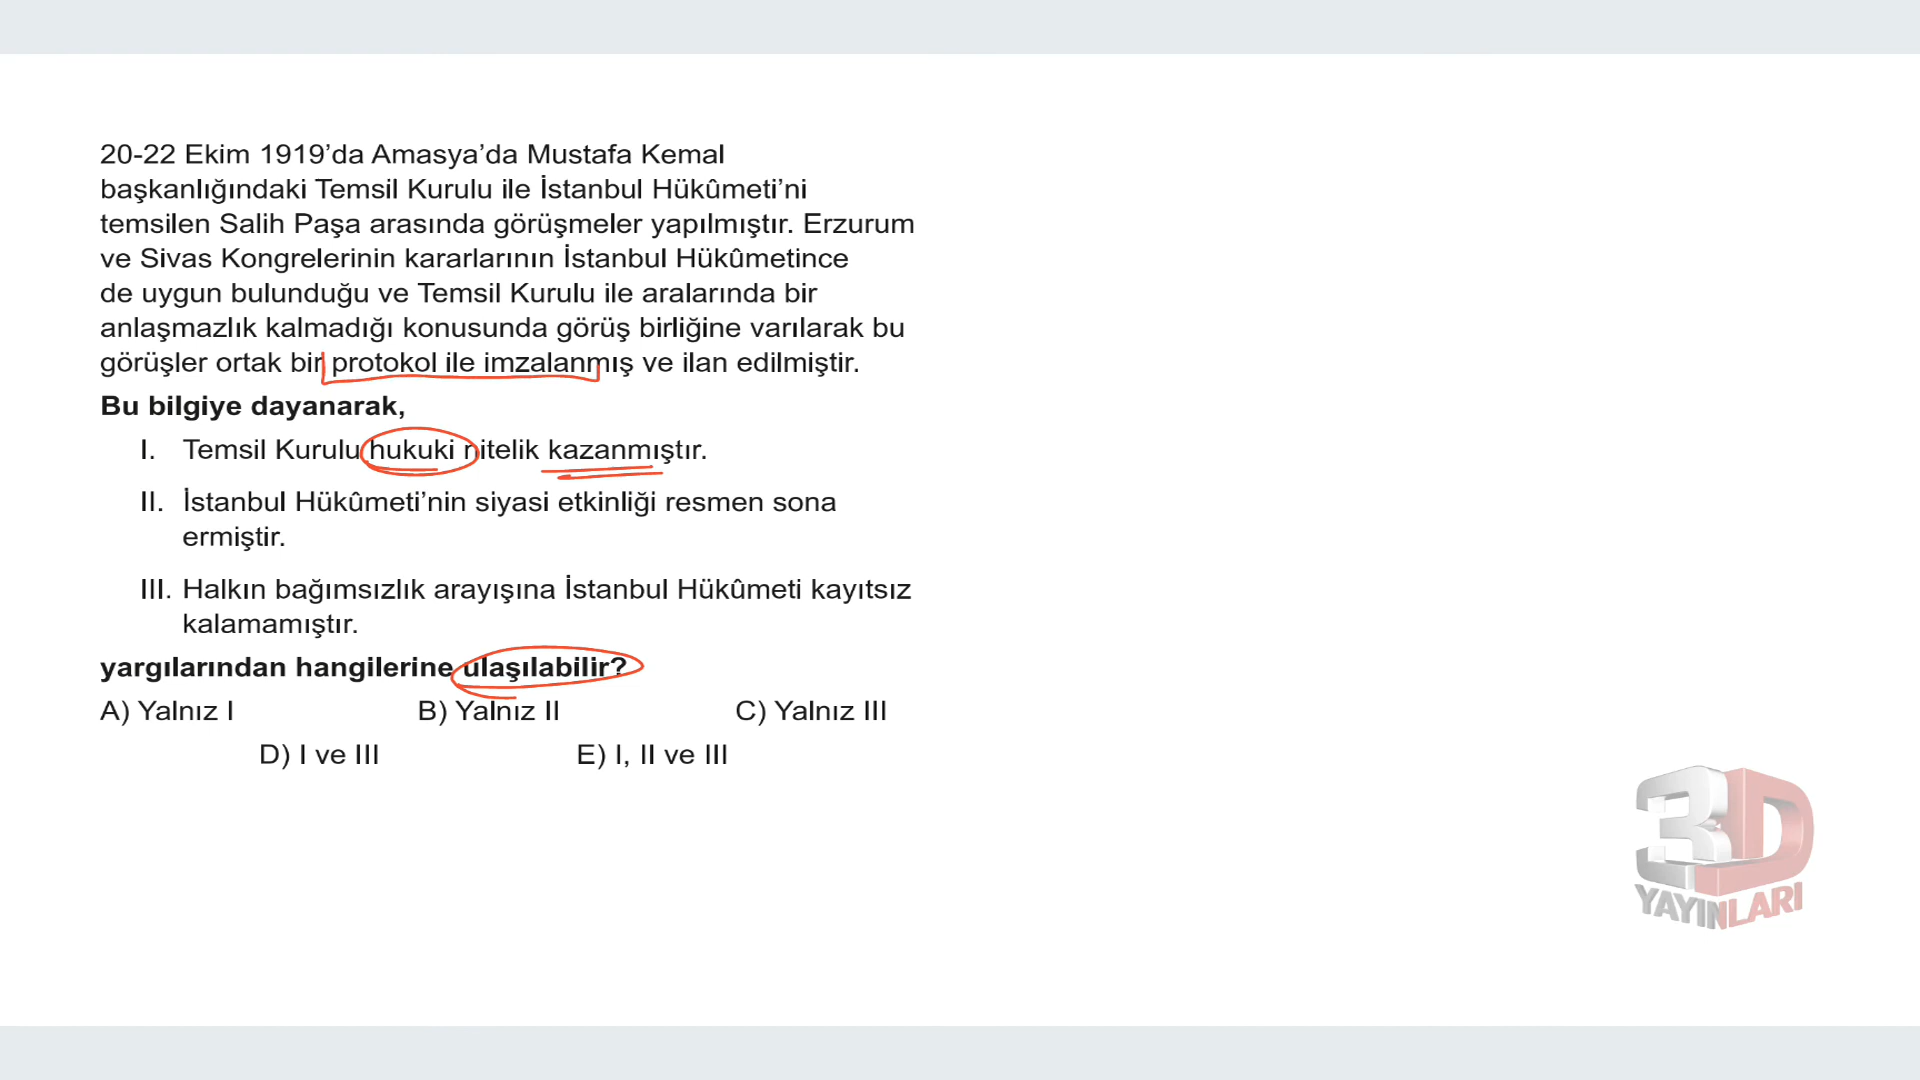 20-22 Ekim 1919’da Amasya’da Mustafa Kemal
başkanlığındaki Temsil Kurulu ile İstanbul Hükûmeti’ni
temsilen Salih Paşa arasında görüşmeler yapılmıştır. Erzurum
ve Sivas Kongrelerinin kararlarının İstanbul Hükûmetince
de uygun bulunduğu ve Temsil Kurulu ile aralarında bir
anlaşmazlık kalmadığı konusunda görüş birliğine varılarak bu
görüşler ortak bir protokol ile imzalanmış ve ilan edilmiştir.
Bu bilgiye dayanarak,
I. Temsil Kurulu hukuki nitelik kazanmıştır.
II. İstanbul Hükûmeti’nin siyasi etkinliği resmen sona
ermiştir.
III. Halkın bağımsızlık arayışına İstanbul Hükûmeti kayıtsız
kalamamıştır.
yargılarından hangilerine ulaşılabilir?
A) Yalnız I B) Yalnız II C) Yalnız III
D) I ve III E) I, II ve III
3D
YAYINLARI